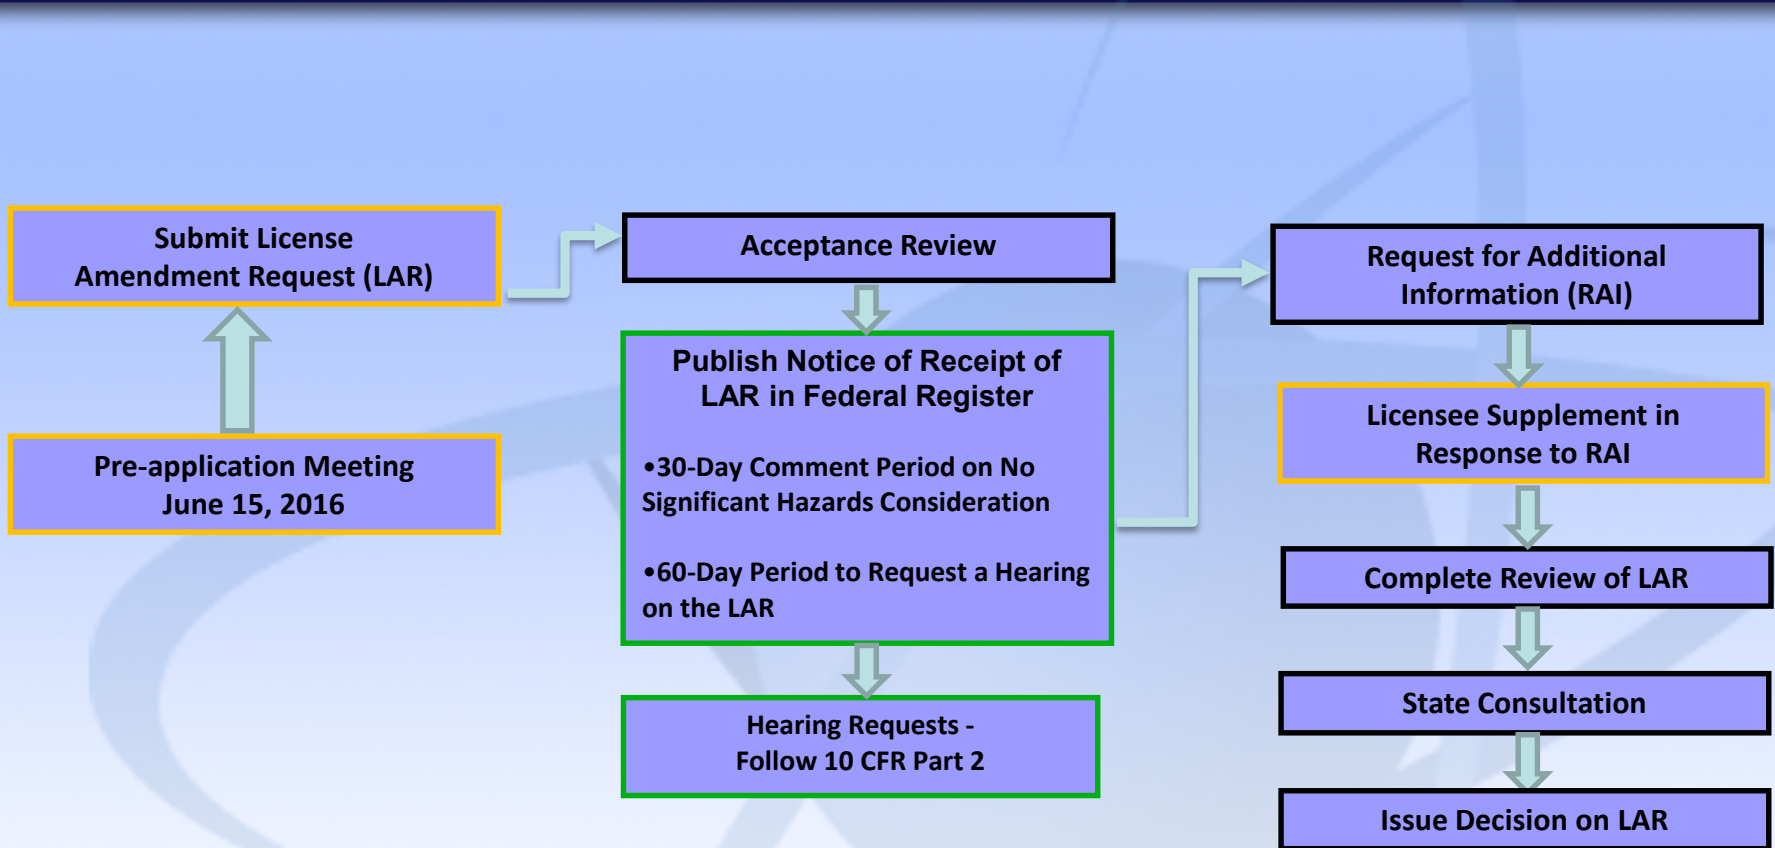 Submit License
Amendment Request (LAR)
Pre-application Meeting
June 15, 2016
Acceptance Review
Publish Notice of Receipt of
LAR in Federal Register
•30-Day Comment Period on No
Significant Hazards Consideration
•60-Day Period to Request a Hearing
on the LAR
Hearing Requests -
Follow 10 CFR Part 2
Request for Additional
Information (RAI)
Licensee Supplement in
Response to RAI
Complete Review of LAR
State Consultation
Issue Decision on LAR